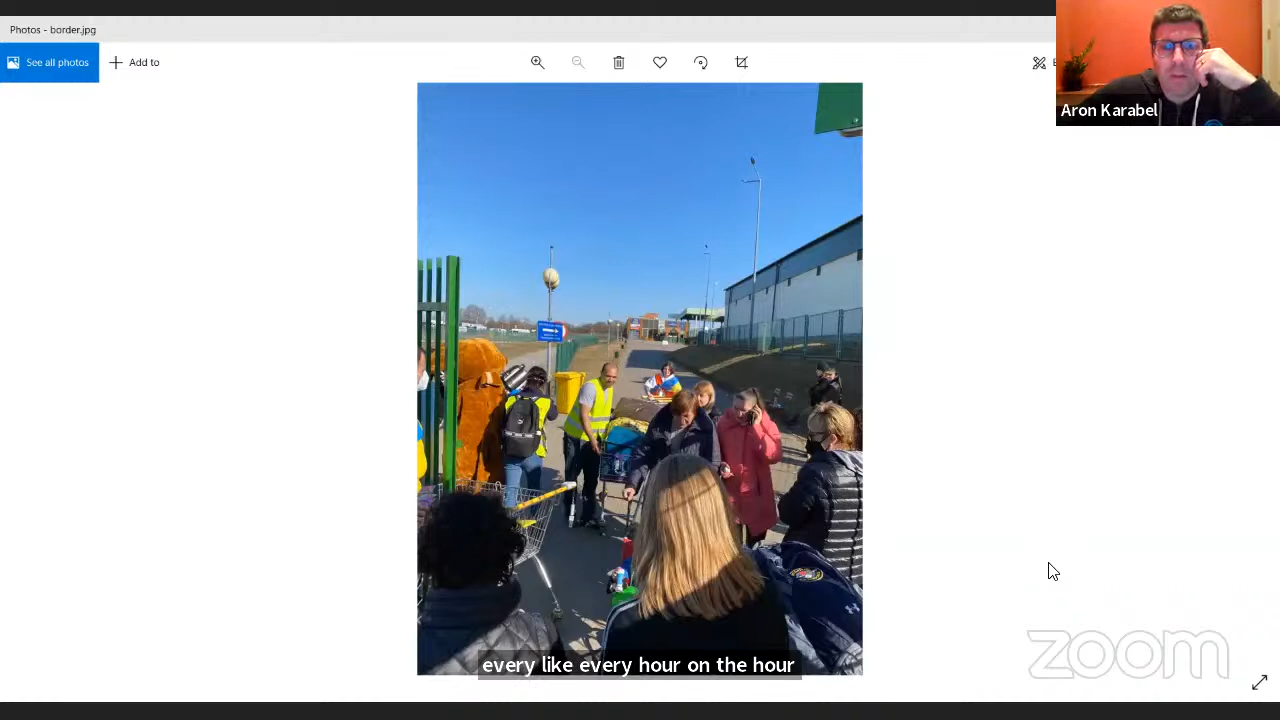 Photos - border.jpg
See all photos
Add to
Aron Karabel
every like every hour on the hour
zoom